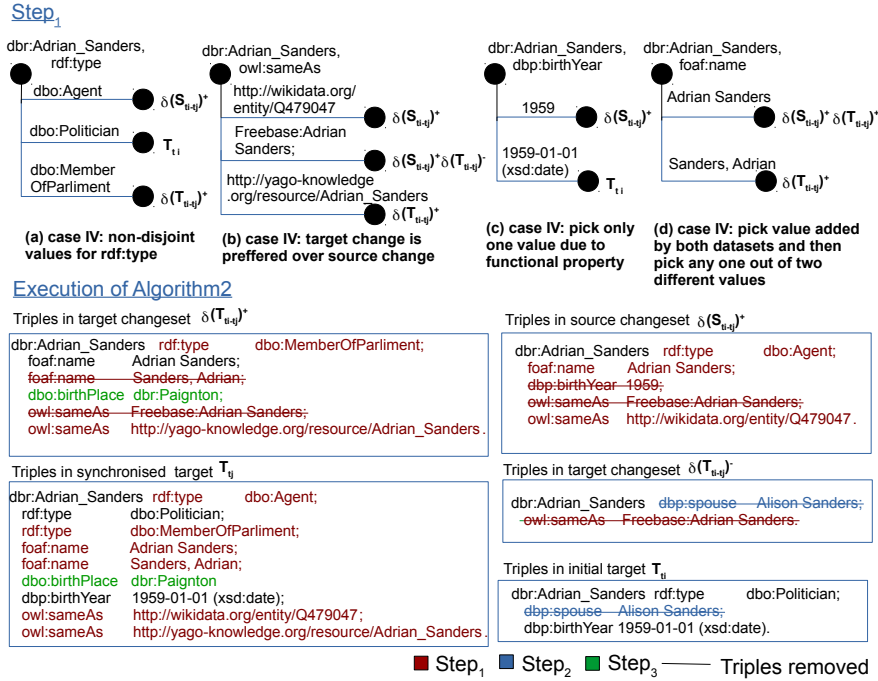 Step1
dbr:Adrian_Sanders,
rdf:type
dbo:Agent
δ(Sti-tj)+
dbo:Politician
Tti
dbo:Member
OfParliment
δ(Tti-tj)+
(a) case IV: non-disjoint
values for rdf:type
dbr:Adrian_Sanders,
owl:sameAs
http://wikidata.org/
entity/Q479047
δ(Sti-tj)+
Freebase:Adrian
Sanders;
δ(Sti-tj)+δ(Tti-tj)-
http://yago-knowledge
.org/resource/Adrian_Sanders
δ(Tti-tj)+
(b) case IV: target change is
preffered over source change
dbr:Adrian_Sanders,
dbp:birthYear
1959
δ(Sti-tj)+
1959-01-01
(xsd:date)
Tti
(c) case IV: pick only
one value due to
functional property
dbr:Adrian_Sanders,
foaf:name
Adrian Sanders
δ(Sti-tj)+ δ(Tti-tj)+
Sanders, Adrian
δ(Tti-tj)+
(d) case IV: pick value added
by both datasets and then
pick any one out of two
different values
Execution of Algorithm2
Triples in target changeset δ(Tti-tj)+
dbr:Adrian_Sanders rdf:type dbo:MemberOfParliment;
foaf:name Adrian Sanders;
foaf:name Sanders, Adrian;
dbo:birthPlace dbr:Paignton;
owl:sameAs Freebase:Adrian Sanders;
owl:sameAs http://yago-knowledge.org/resource/Adrian_Sanders.
Triples in source changeset δ(Sti-tj)+
dbr:Adrian_Sanders rdf:type dbo:Agent;
foaf:name Adrian Sanders;
dbp:birthYear 1959;
owl:sameAs Freebase:Adrian Sanders;
owl:sameAs http://wikidata.org/entity/Q479047.
Triples in synchronised target Ttj
dbr:Adrian_Sanders rdf:type dbo:Agent;
rdf:type dbo:Politician;
rdf:type dbo:MemberOfParliment;
foaf:name Adrian Sanders;
foaf:name Sanders, Adrian;
dbo:birthPlace dbr:Paignton
dbp:birthYear 1959-01-01 (xsd:date);
owl:sameAs http://wikidata.org/entity/Q479047;
owl:sameAs http://yago-knowledge.org/resource/Adrian_Sanders.
Triples in target changeset δ(Tti-tj)-
dbr:Adrian_Sanders dbp:spouse Alison Sanders;
owl:sameAs Freebase:Adrian Sanders.
Triples in initial target Tti
dbr:Adrian_Sanders rdf:type dbo:Politician;
dbp:spouse Alison Sanders;
dbp:birthYear 1959-01-01 (xsd:date).
Step1 Step2 Step3 Triples removed